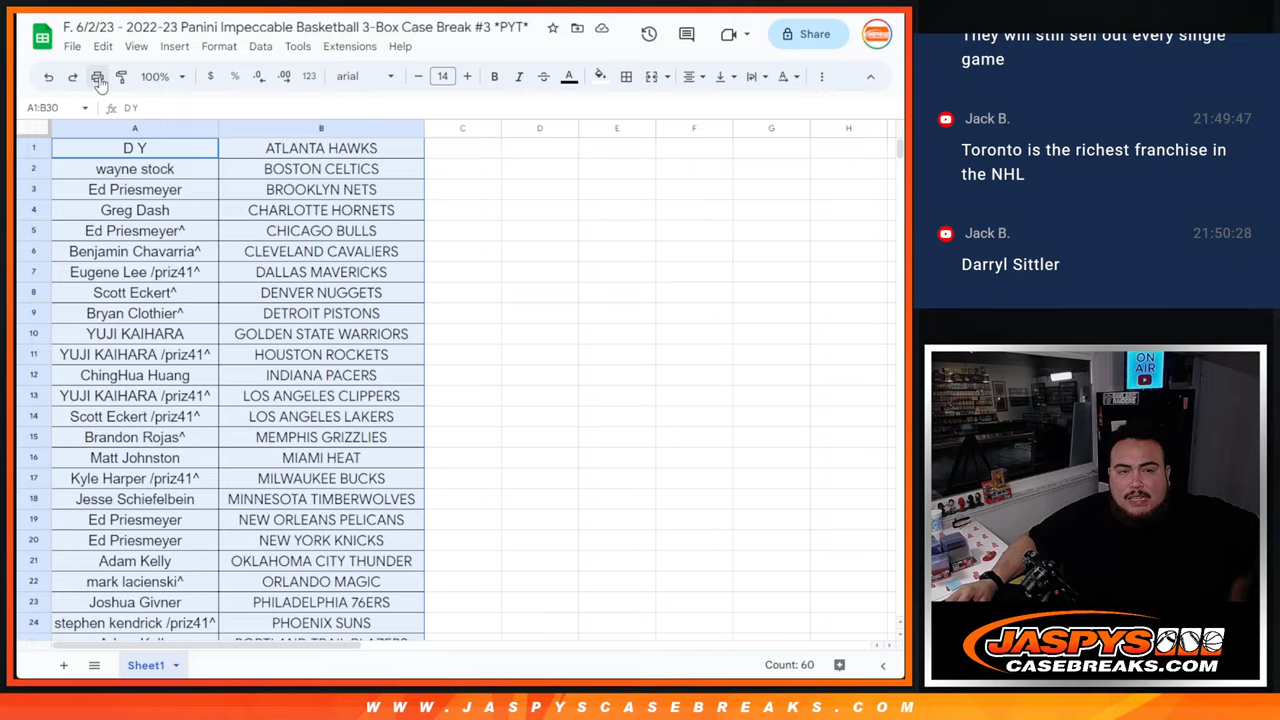 F. 6/2/23 - 2022-23 Panini Impeccable Basketball 3-Box Case Break #3 *PYT*
File Edit View Insert Format Data Tools Extensions Help
Share
100% $ % .0 .00 123 arial 14 B I A
A1:B30 fx D Y
A B C D E F G H
1 D Y ATLANTA HAWKS
2 wayne stock BOSTON CELTICS
3 Ed Priesmeyer BROOKLYN NETS
4 Greg Dash CHARLOTTE HORNETS
5 Ed Priesmeyer^ CHICAGO BULLS
6 Benjamin Chavarria^ CLEVELAND CAVALIERS
7 Eugene Lee /priz41^ DALLAS MAVERICKS
8 Scott Eckert^ DENVER NUGGETS
9 Bryan Clothier^ DETROIT PISTONS
10 YUJI KAIHARA GOLDEN STATE WARRIORS
11 YUJI KAIHARA /priz41^ HOUSTON ROCKETS
12 ChingHua Huang INDIANA PACERS
13 YUJI KAIHARA /priz41^ LOS ANGELES CLIPPERS
14 Scott Eckert /priz41^ LOS ANGELES LAKERS
15 Brandon Rojas^ MEMPHIS GRIZZLIES
16 Matt Johnston MIAMI HEAT
17 Kyle Harper /priz41^ MILWAUKEE BUCKS
18 Jesse Schiefelbein MINNESOTA TIMBERWOLVES
19 Ed Priesmeyer NEW ORLEANS PELICANS
20 Ed Priesmeyer NEW YORK KNICKS
21 Adam Kelly OKLAHOMA CITY THUNDER
22 mark lacienski^ ORLANDO MAGIC
23 Joshua Givner PHILADELPHIA 76ERS
24 stephen kendrick /priz41^ PHOENIX SUNS
Sheet1
Count: 60
They will still sell out every single
game
Jack B. 21:49:47
Toronto is the richest franchise in
the NHL
Jack B. 21:50:28
Darryl Sittler
ON
AIR
JASPYS
CASEBREAKS.COM
WWW.JASPYSCASEBREAKS.COM